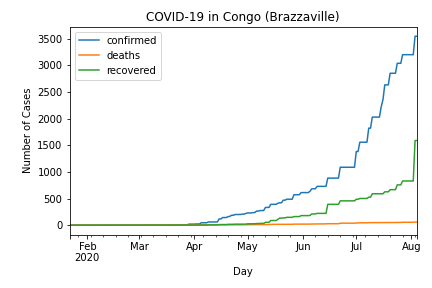 COVID-19 in Congo (Brazzaville)
confirmed
deaths
recovered
Number of Cases
3500
3000
2500
2000
1500
1000
500
0
Feb Mar Apr May Jun Jul Aug
2020
Day